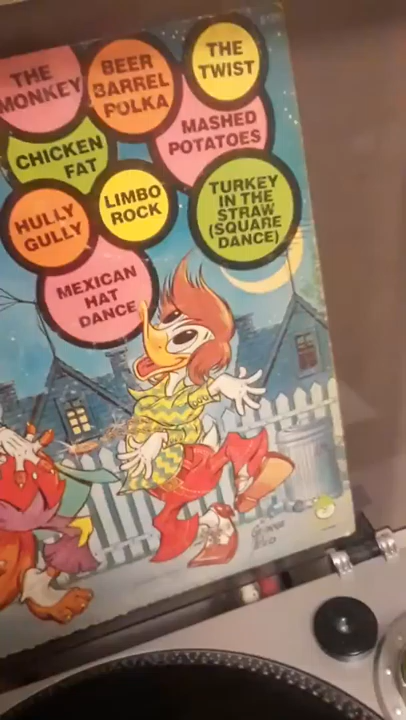 THE
MONKEY
BEER
BARREL
POLKA
THE
TWIST
CHICKEN
FAT
MASHED
POTATOES
HULLY
GULLY
LIMBO
ROCK
TURKEY
IN THE
STRAW
(SQUARE
DANCE)
MEXICAN
HAT
DANCE